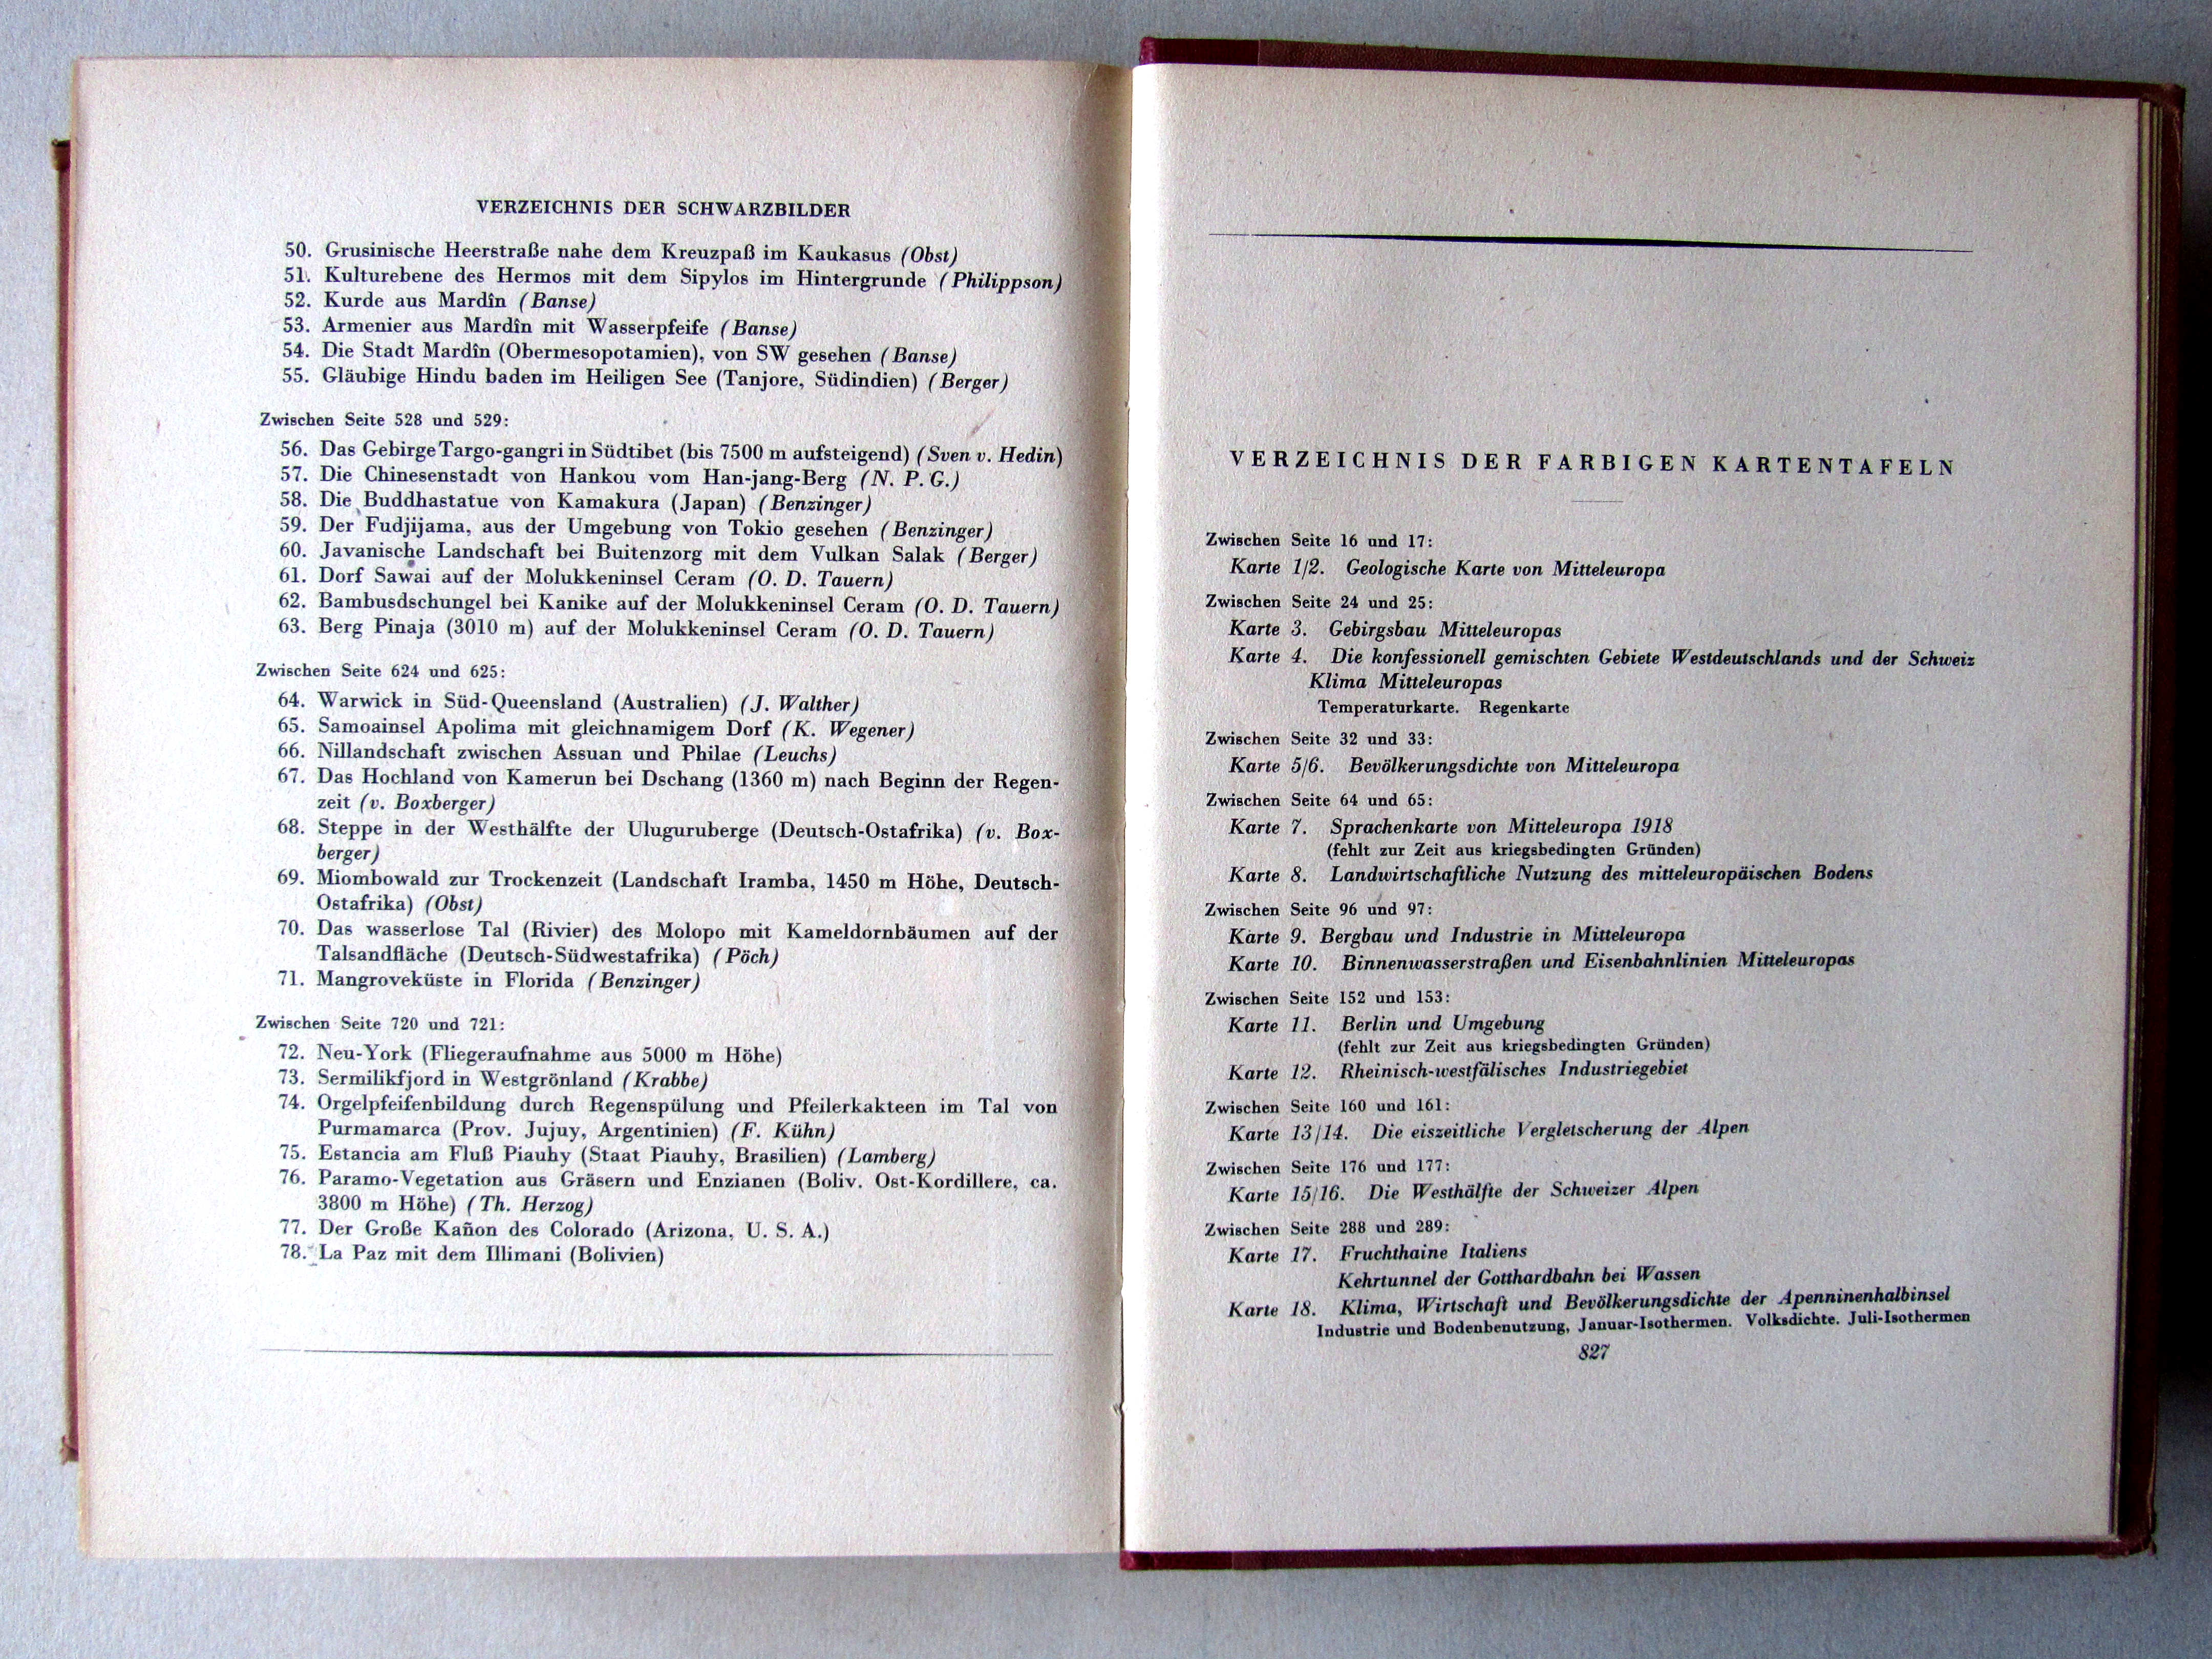 VERZEICHNIS DER SCHWARZBILDER
50. Grusinische Heerstraße nahe dem Kreuzpaß im Kaukasus (Obst)
51. Kulturebene des Hermos mit dem Sipylos im Hintergrunde (Philippson)
52. Kurde aus Mardîn (Banse)
53. Armenier aus Mardîn mit Wasserpfeife (Banse)
54. Die Stadt Mardîn (Obermesopotamien), von SW gesehen (Banse)
55. Gläubige Hindu baden im Heiligen See (Tanjore, Südindien) (Berger)
Zwischen Seite 528 und 529:
56. Das Gebirge Targo-gangri in Südtibet (bis 7500 m aufsteigend) (Sven v. Hedin)
57. Die Chinesenstadt von Hankou vom Han-jang-Berg (N. P. G.)
58. Die Buddhastatue von Kamakura (Japan) (Benzinger)
59. Der Fudjijama, aus der Umgebung von Tokio gesehen (Benzinger)
60. Javanische Landschaft bei Buitenzorg mit dem Vulkan Salak (Berger)
61. Dorf Sawai auf der Molukkeninsel Ceram (O. D. Tauern)
62. Bambusdschungel bei Kanike auf der Molukkeninsel Ceram (O. D. Tauern)
63. Berg Pinaja (3010 m) auf der Molukkeninsel Ceram (O. D. Tauern)
Zwischen Seite 624 und 625:
64. Warwick in Süd-Queensland (Australien) (J. Walther)
65. Samoainsel Apolima mit gleichnamigem Dorf (K. Wegener)
66. Nillandschaft zwischen Assuan und Philae (Leuchs)
67. Das Hochland von Kamerun bei Dschang (1360 m) nach Beginn der Regen-
zeit (v. Boxberger)
68. Steppe in der Westhälfte der Uluguruberge (Deutsch-Ostafrika) (v. Box-
berger)
69. Miombowald zur Trockenzeit (Landschaft Iramba, 1450 m Höhe, Deutsch-
Ostafrika) (Obst)
70. Das wasserlose Tal (Rivier) des Molopo mit Kameldornbäumen auf der
Talsandfläche (Deutsch-Südwestafrika) (Pöch)
71. Mangroveküste in Florida (Benzinger)
Zwischen Seite 720 und 721:
72. Neu-York (Fliegeraufnahme aus 5000 m Höhe)
73. Sermilikfjord in Westgrönland (Krabbe)
74. Orgelpfeifenbildung durch Regenspülung und Pfeilerkakteen im Tal von
Purmamarca (Prov. Jujuy, Argentinien) (F. Kühn)
75. Estancia am Fluß Piauhy (Staat Piauhy, Brasilien) (Lamberg)
76. Paramo-Vegetation aus Gräsern und Enzianen (Boliv. Ost-Kordillere, ca.
3800 m Höhe) (Th. Herzog)
77. Der Große Kañon des Colorado (Arizona, U. S. A.)
78. La Paz mit dem Illimani (Bolivien)
VERZEICHNIS DER FARBIGEN KARTENTAFELN
Zwischen Seite 16 und 17:
Karte 1/2. Geologische Karte von Mitteleuropa
Zwischen Seite 24 und 25:
Karte 3. Gebirgsbau Mitteleuropas
Karte 4. Die konfessionell gemischten Gebiete Westdeutschlands und der Schweiz
Klima Mitteleuropas
Temperaturkarte. Regenkarte
Zwischen Seite 32 und 33:
Karte 5/6. Bevölkerungsdichte von Mitteleuropa
Zwischen Seite 64 und 65:
Karte 7. Sprachenkarte von Mitteleuropa 1918
(fehlt zur Zeit aus kriegsbedingten Gründen)
Karte 8. Landwirtschaftliche Nutzung des mitteleuropäischen Bodens
Zwischen Seite 96 und 97:
Karte 9. Bergbau und Industrie in Mitteleuropa
Karte 10. Binnenwasserstraßen und Eisenbahnlinien Mitteleuropas
Zwischen Seite 152 und 153:
Karte 11. Berlin und Umgebung
(fehlt zur Zeit aus kriegsbedingten Gründen)
Karte 12. Rheinisch-westfälisches Industriegebiet
Zwischen Seite 160 und 161:
Karte 13/14. Die eiszeitliche Vergletscherung der Alpen
Zwischen Seite 176 und 177:
Karte 15/16. Die Westhälfte der Schweizer Alpen
Zwischen Seite 288 und 289:
Karte 17. Fruchthaine Italiens
Kehrtunnel der Gotthardbahn bei Wassen
Karte 18. Klima, Wirtschaft und Bevölkerungsdichte der Apenninenhalbinsel
Industrie und Bodenbenutzung, Januar-Isothermen. Volksdichte. Juli-Isothermen
827